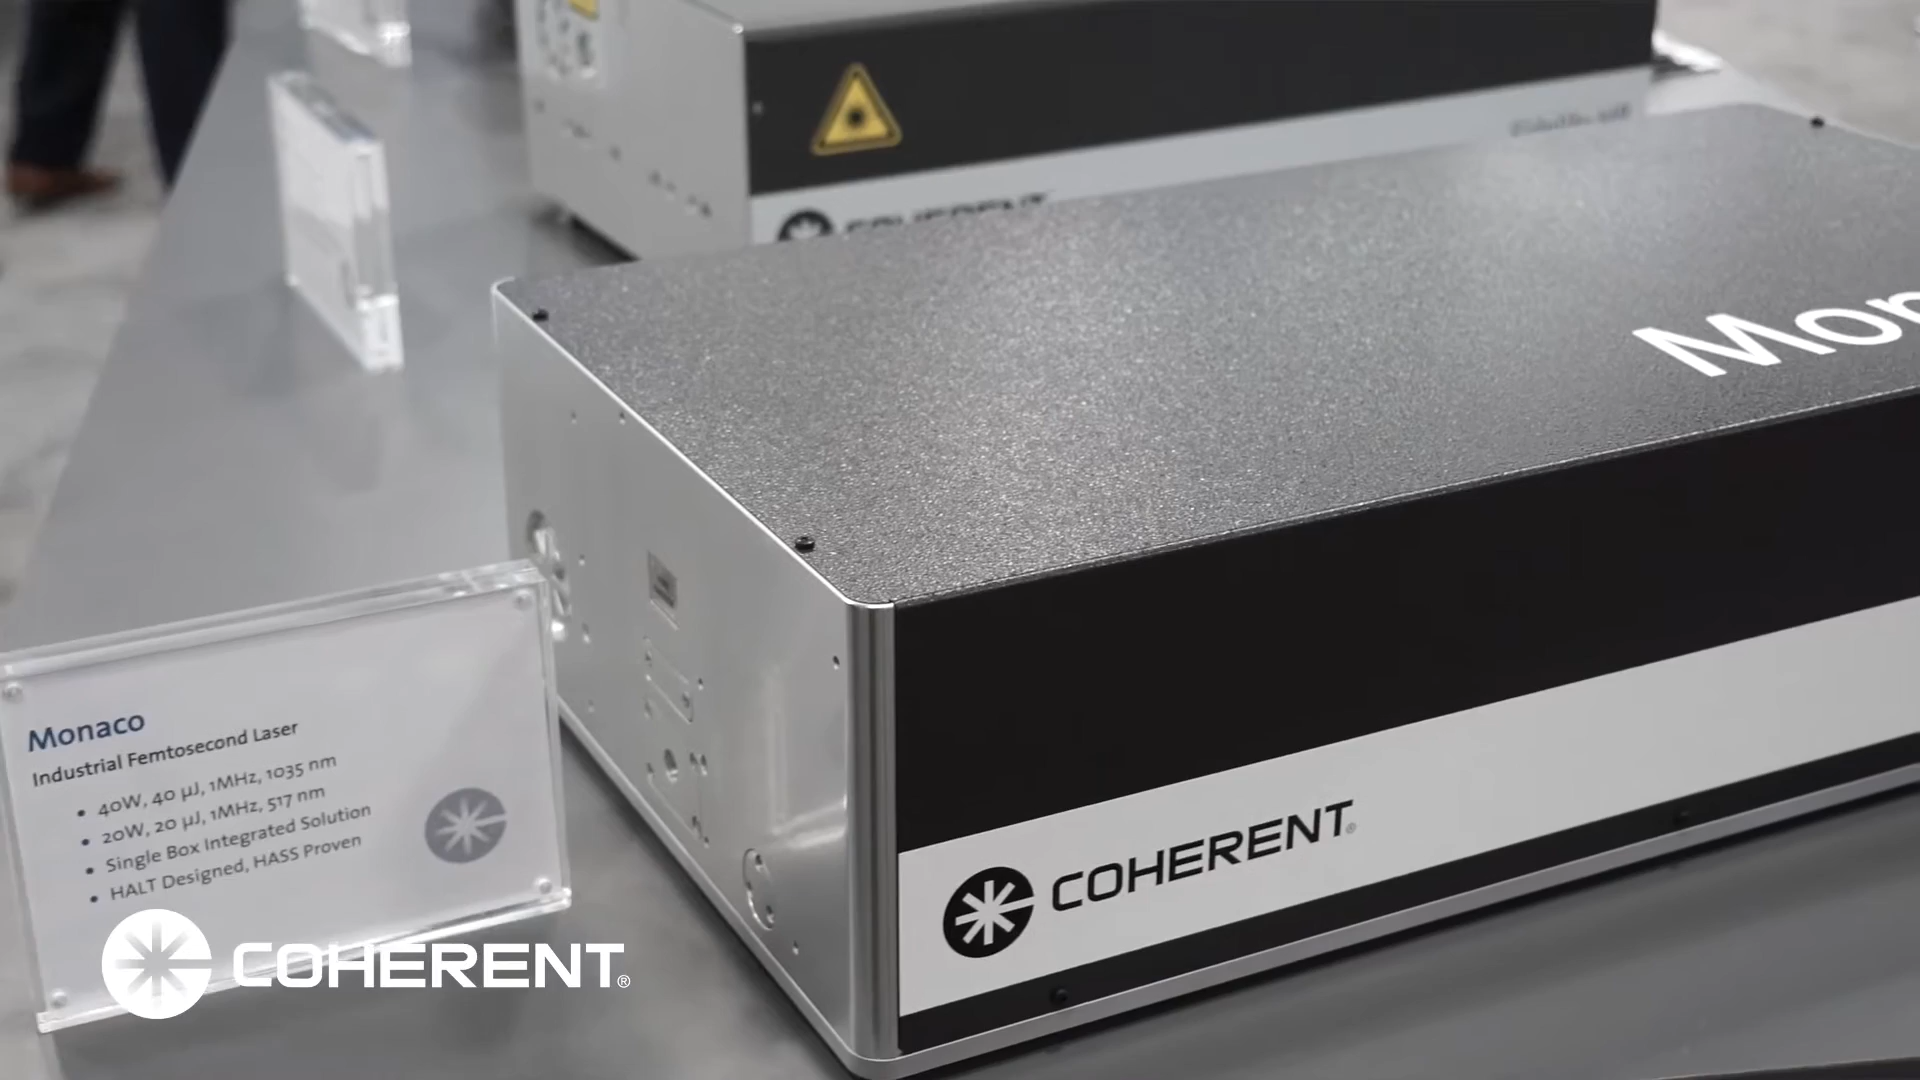 COHERENT
Mon
Monaco
Industrial Femtosecond Laser
• 40W, 40 µJ, 1MHz, 1035 nm
• 20W, 20 µJ, 1MHz, 517 nm
• Single Box Integrated Solution
• HALT Designed, HASS Proven
COHERENT®
COHERENT®